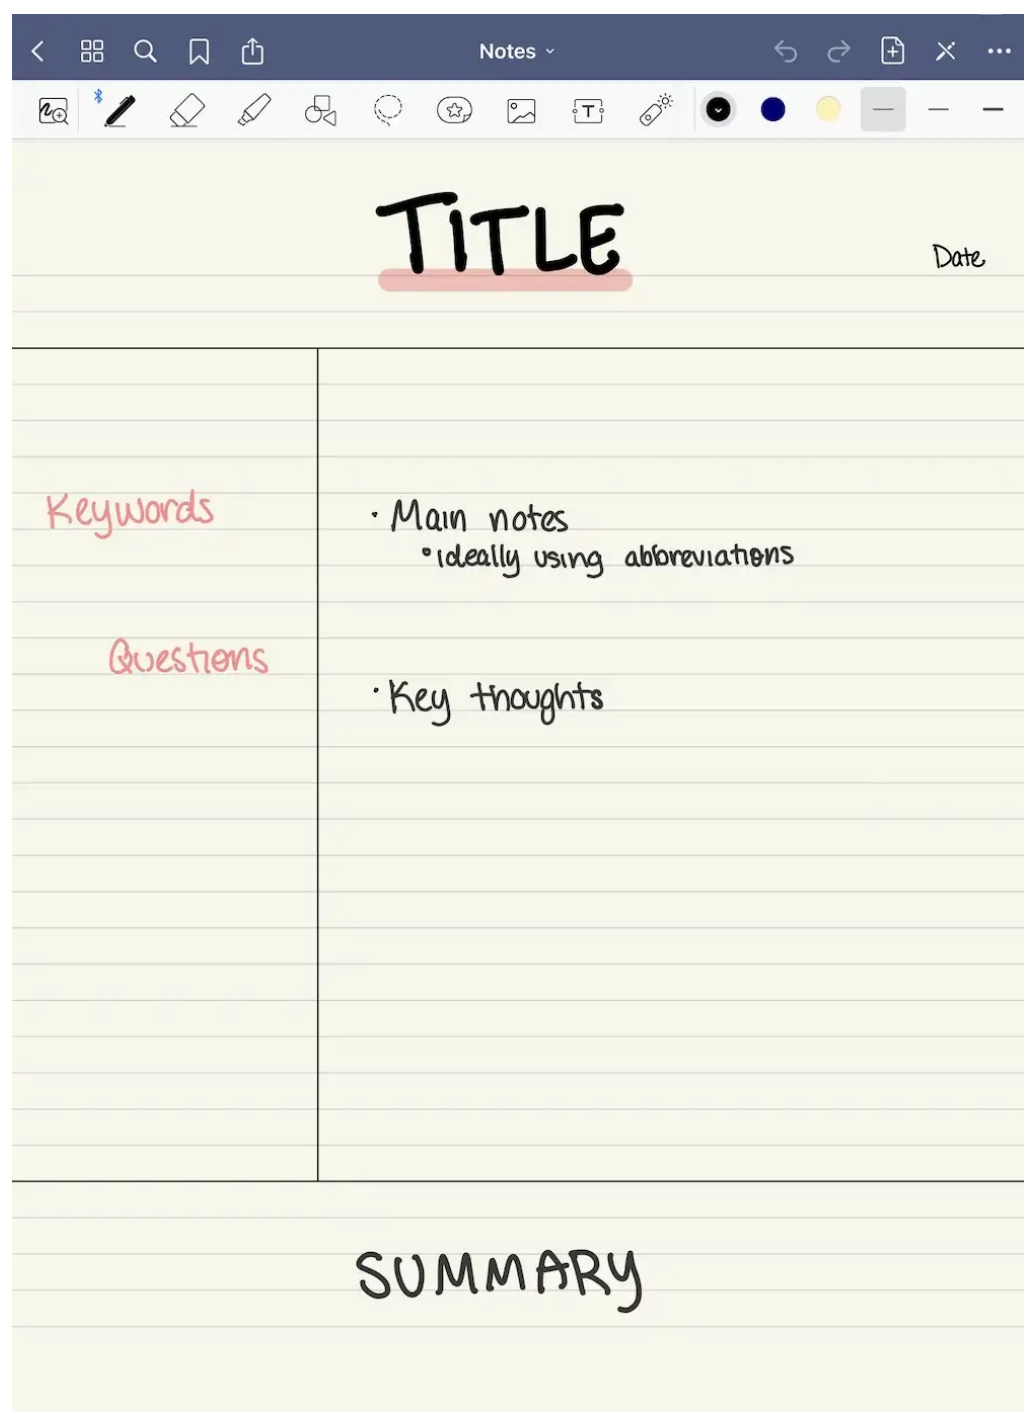 Notes
TITLE
Date
Keywords
• Main notes
• ideally using abbreviations
Questions
• Key thoughts
SUMMARY